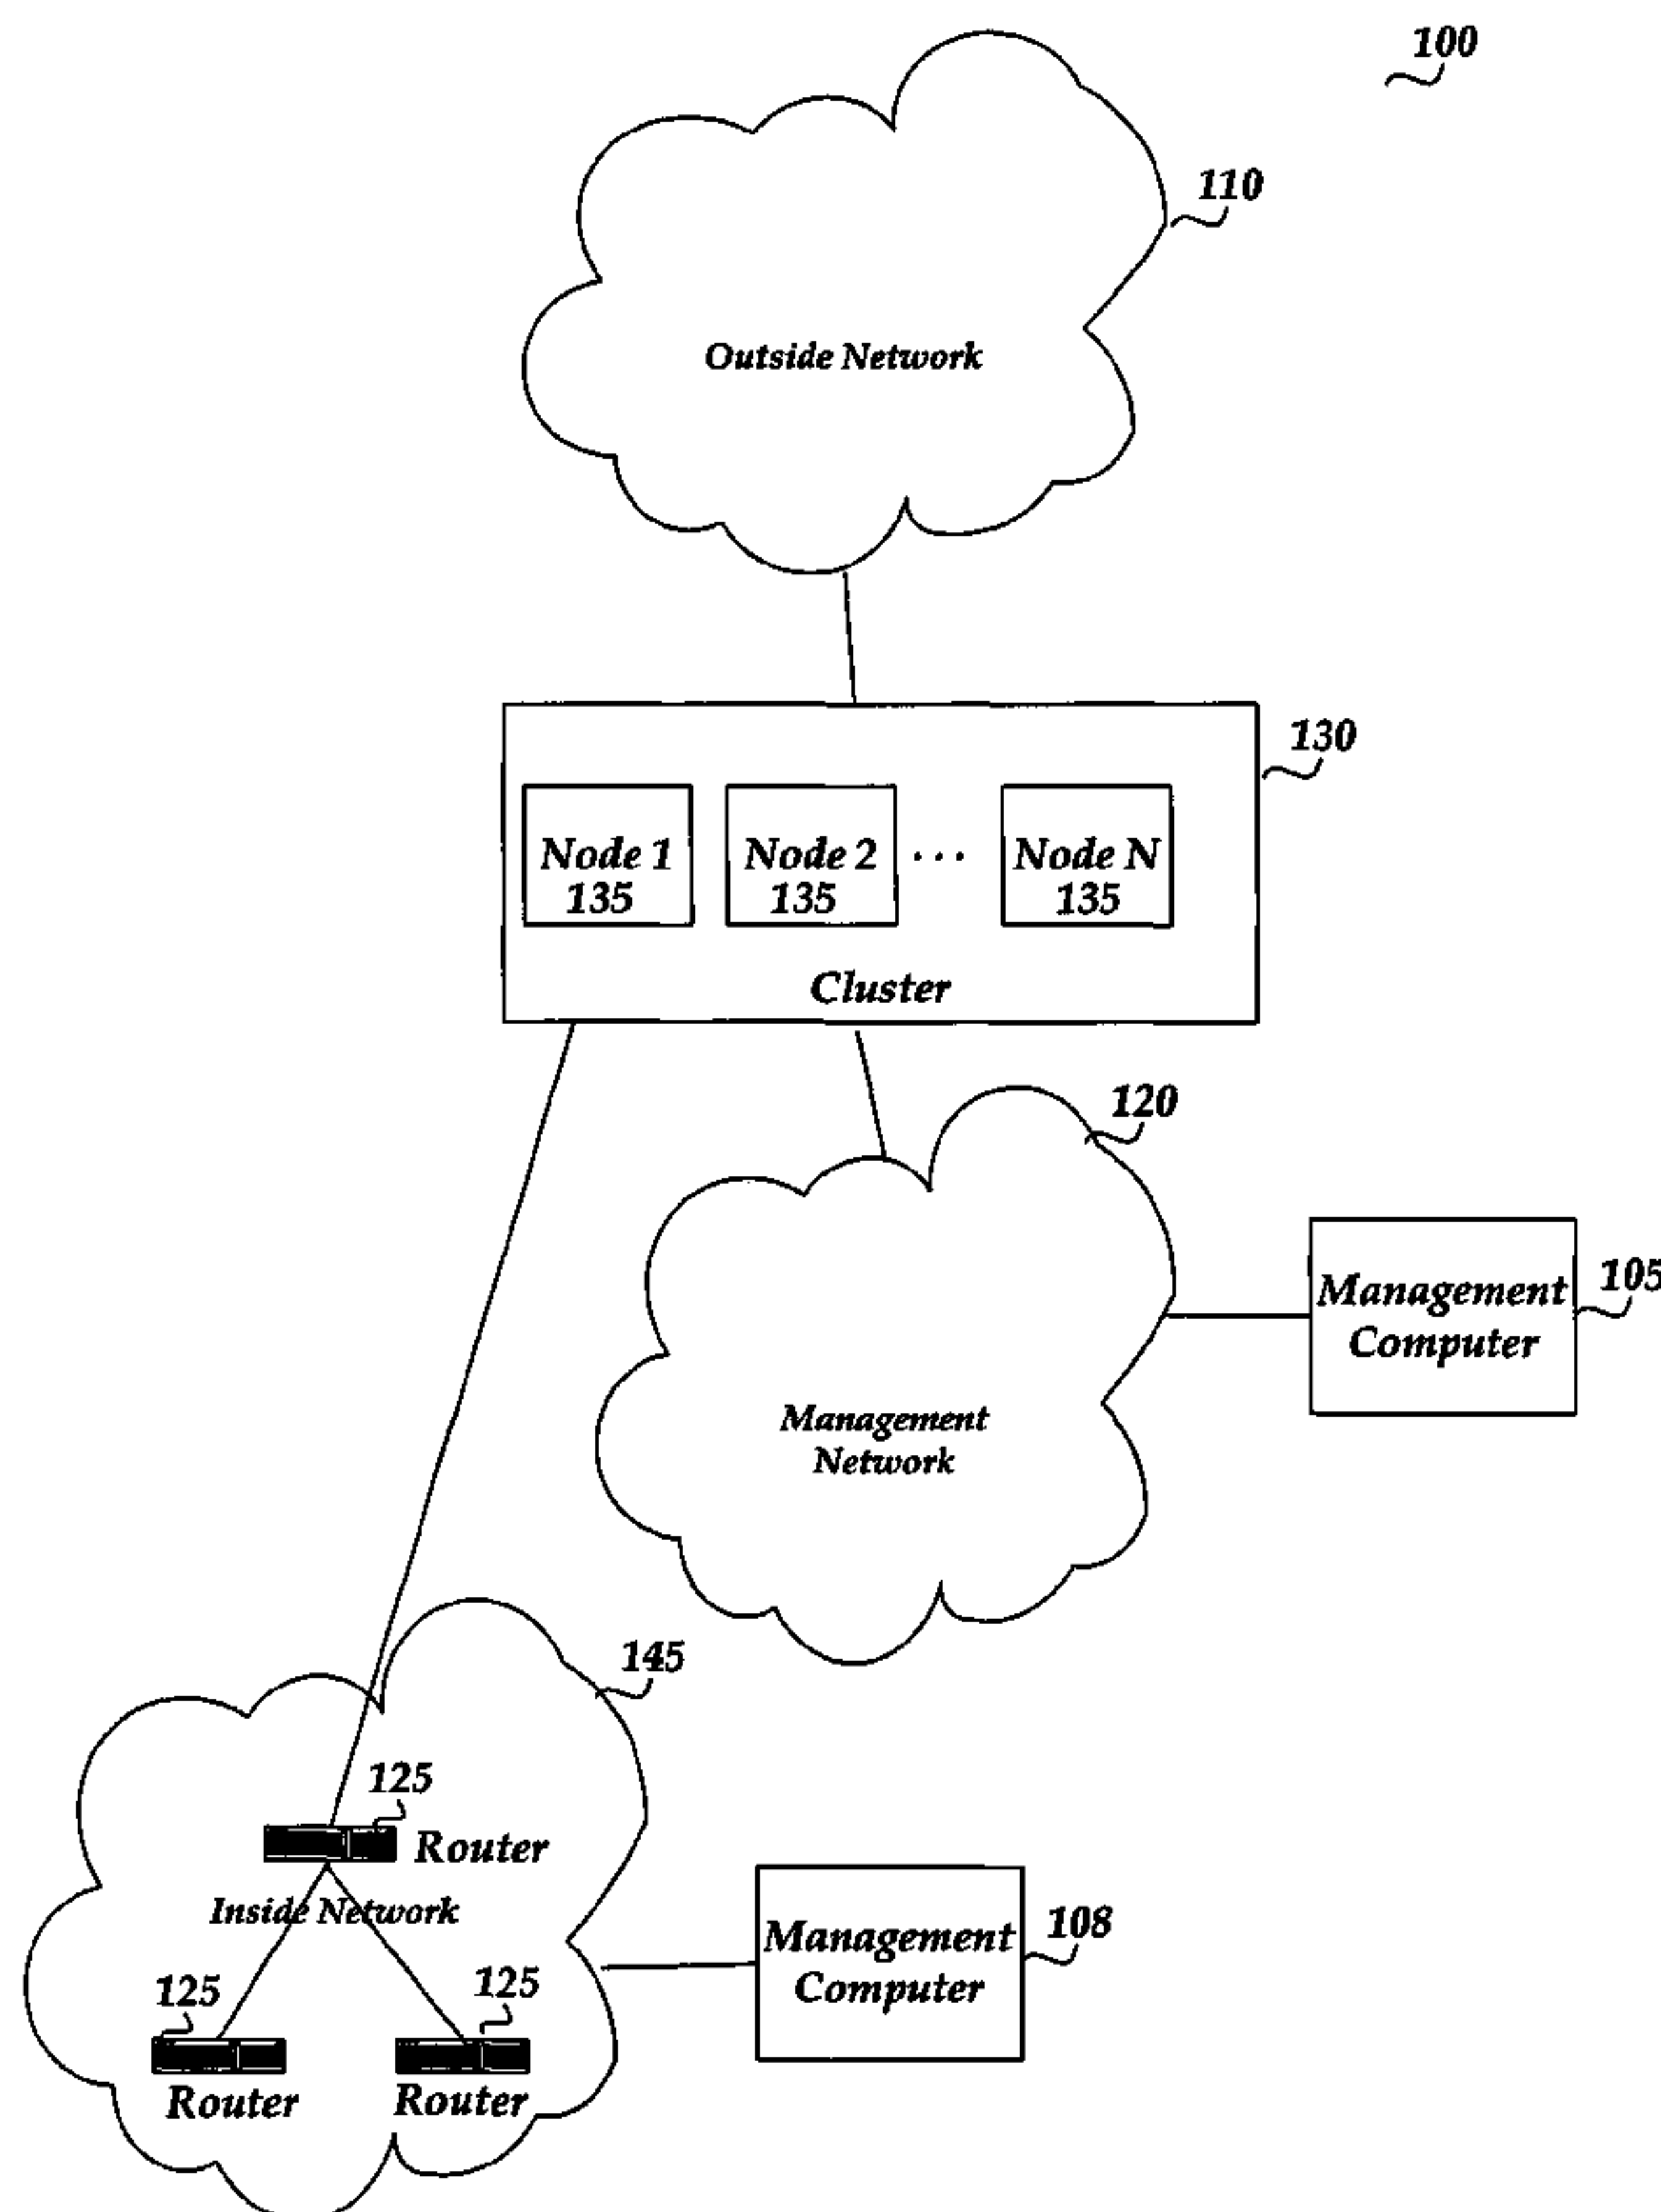 100
110
Outside Network
130
Node 1
135
Node 2
135
...
Node N
135
Cluster
120
Management
Computer
105
Management
Network
145
125
Router
Inside Network
Management
Computer
108
125
Router
125
Router